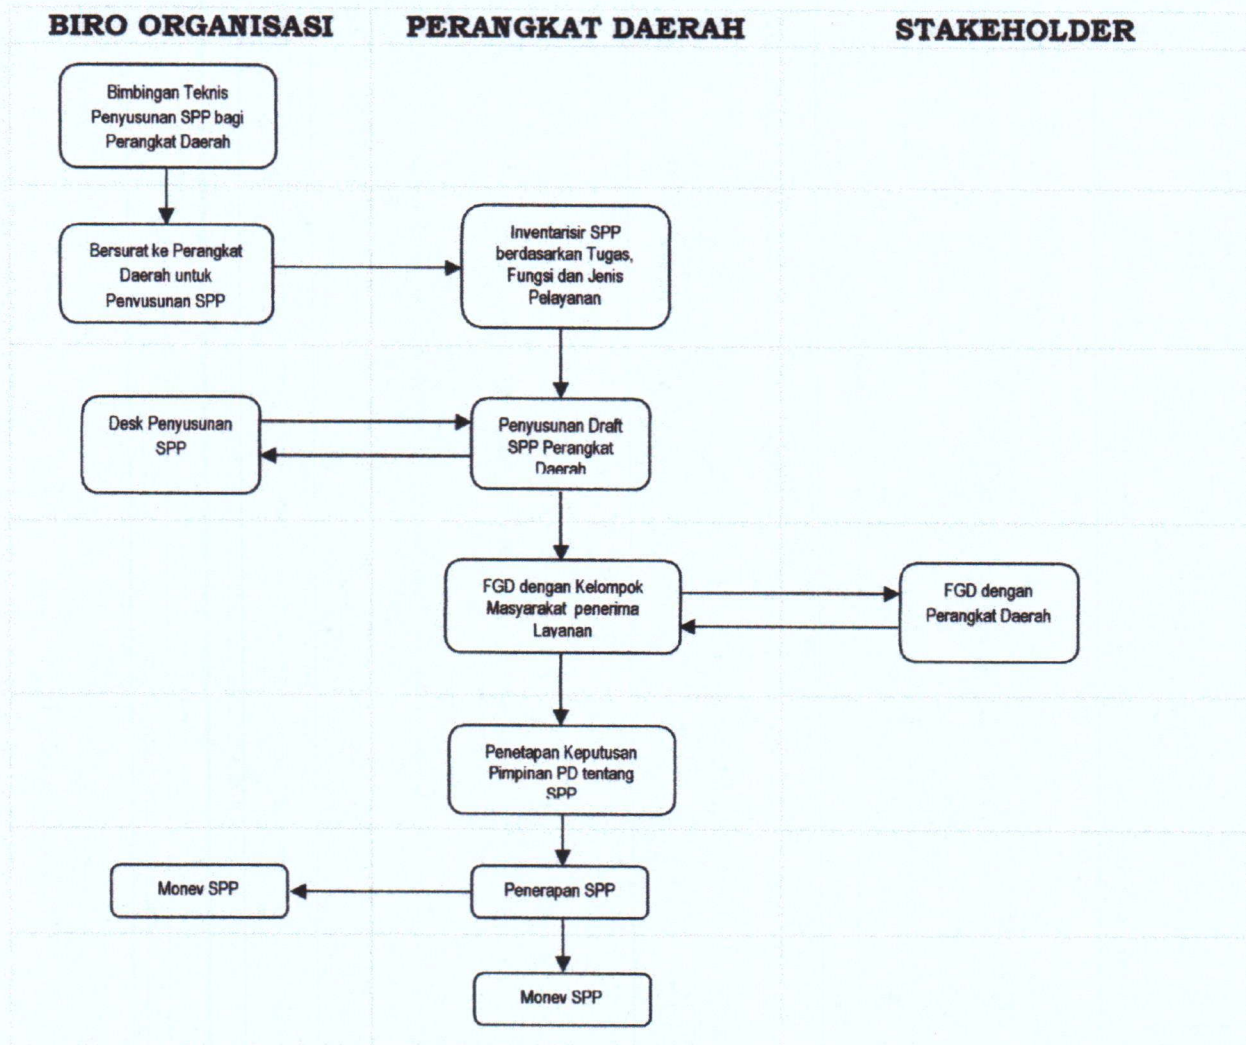 BIRO ORGANISASI
PERANGKAT DAERAH
STAKEHOLDER
Bimbingan Teknis
Penyusunan SPP bagi
Perangkat Daerah
Bersurat ke Perangkat
Daerah untuk
Penyusunan SPP
Inventarisir SPP
berdasarkan Tugas,
Fungsi dan Jenis
Pelayanan
Desk Penyusunan
SPP
Penyusunan Draft
SPP Perangkat
Daerah
FGD dengan Kelompok
Masyarakat penerima
Layanan
FGD dengan
Perangkat Daerah
Penetapan Keputusan
Pimpinan PD tentang
SPP
Monev SPP
Penerapan SPP
Monev SPP